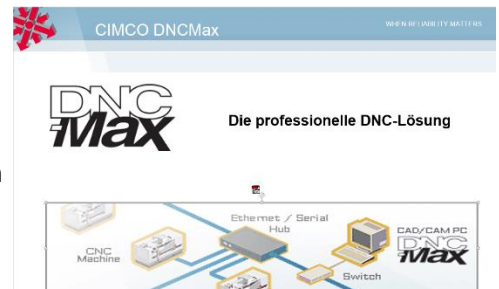 CIMCO DNCMax
WHEN RELIABILITY MATTERS
DNC
Max
Die professionelle DNC-Lösung
Ethernet / Serial
Hub
CAD/CAM PC
DNC
Max
CNC
Machine
Switch